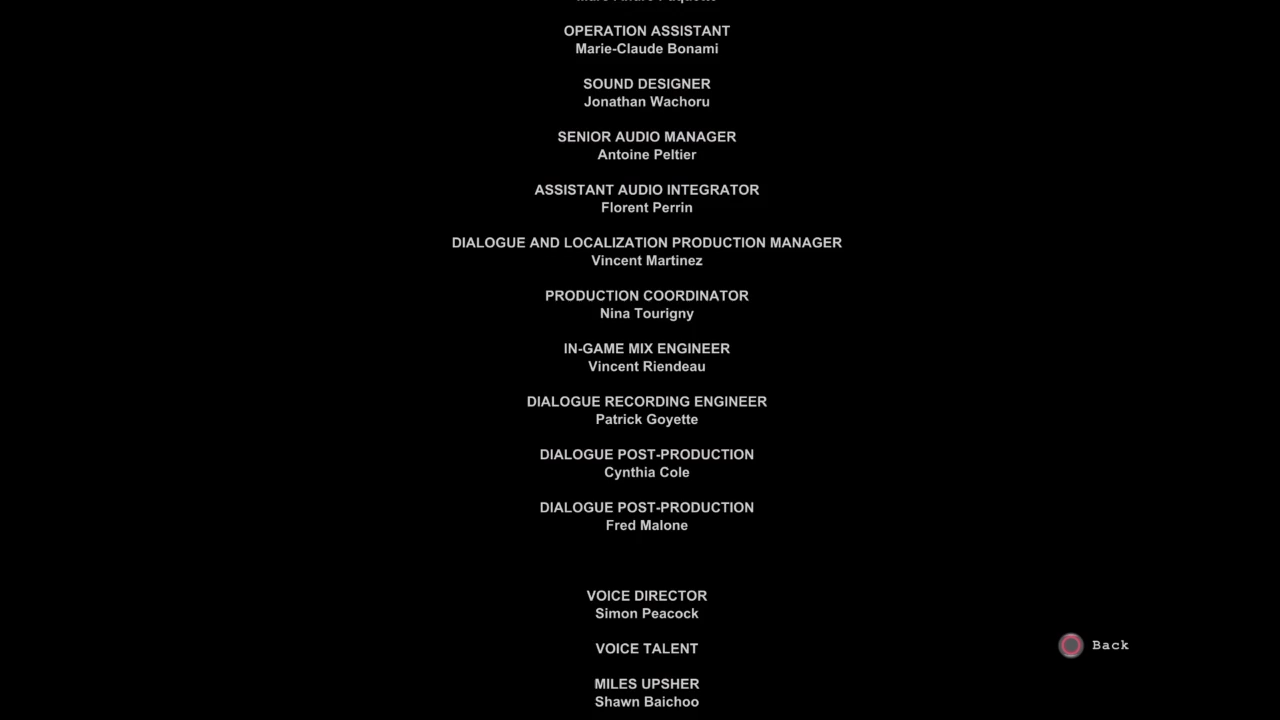 OPERATION ASSISTANT
Marie-Claude Bonami
SOUND DESIGNER
Jonathan Wachoru
SENIOR AUDIO MANAGER
Antoine Peltier
ASSISTANT AUDIO INTEGRATOR
Florent Perrin
DIALOGUE AND LOCALIZATION PRODUCTION MANAGER
Vincent Martinez
PRODUCTION COORDINATOR
Nina Tourigny
IN-GAME MIX ENGINEER
Vincent Riendeau
DIALOGUE RECORDING ENGINEER
Patrick Goyette
DIALOGUE POST-PRODUCTION
Cynthia Cole
DIALOGUE POST-PRODUCTION
Fred Malone
VOICE DIRECTOR
Simon Peacock
VOICE TALENT
Back
MILES UPSHER
Shawn Baichoo